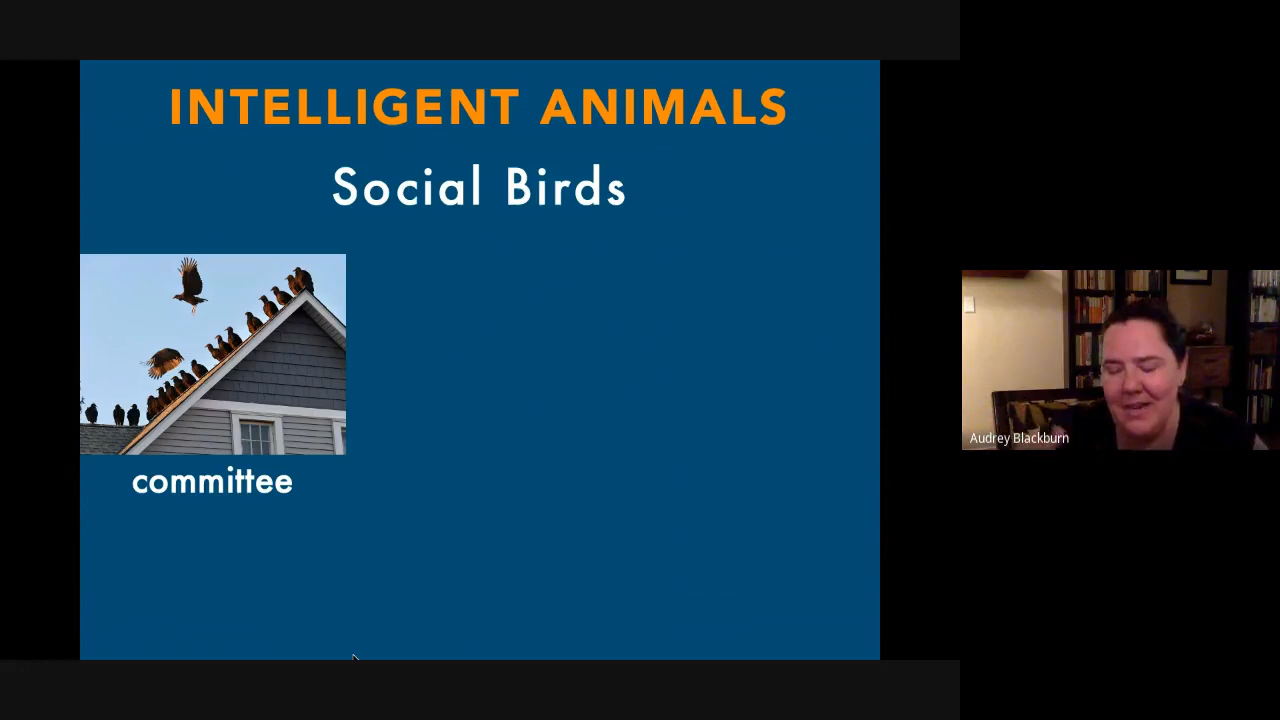 INTELLIGENT ANIMALS
Social Birds
committee
Audrey Blackburn